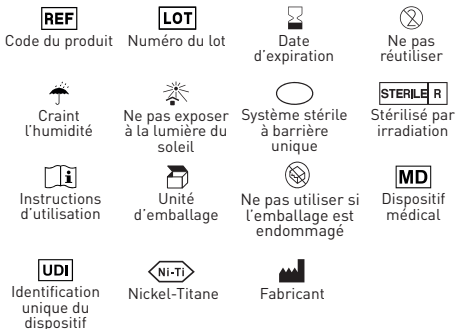 REF
Code du produit
LOT
Numéro du lot
Date
d'expiration
2
Ne pas
réutiliser
Craint
l'humidité
Ne pas exposer
à la lumière du
soleil
Système stérile
à barrière
unique
STERILE R
Stérilisé par
irradiation
i
Instructions
d'utilisation
Unité
d'emballage
Ne pas utiliser si
l'emballage est
endommagé
MD
Dispositif
médical
UDI
Identification
unique du
dispositif
Ni-Ti
Nickel-Titane
Fabricant